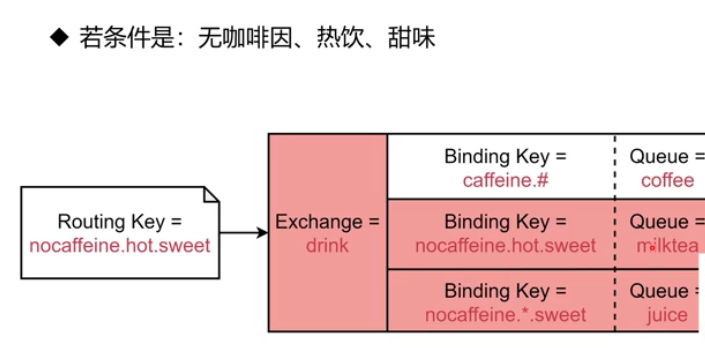 ◆ 若条件是：无咖啡因、热饮、甜味
Routing Key =
nocaffeine.hot.sweet
Exchange =
drink
Binding Key =
caffeine.#
Queue =
coffee
Binding Key =
nocaffeine.hot.sweet
Queue =
milktea
Binding Key =
nocaffeine.*.sweet
Queue =
juice